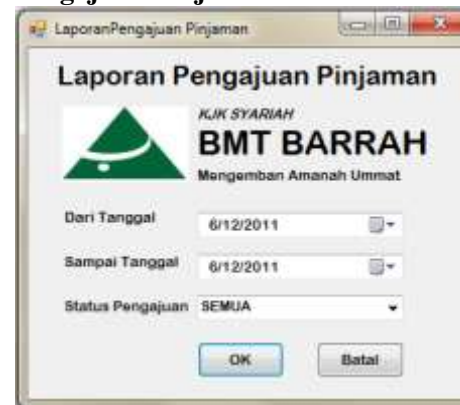 LaporanPengajuan Pinjaman
Laporan Pengajuan Pinjaman
KJK SYARIAH
BMT BARRAH
Mengemban Amanah Ummat
Dari Tanggal 6/12/2011
Sampai Tanggal 6/12/2011
Status Pengajuan SEMUA
OK Batal